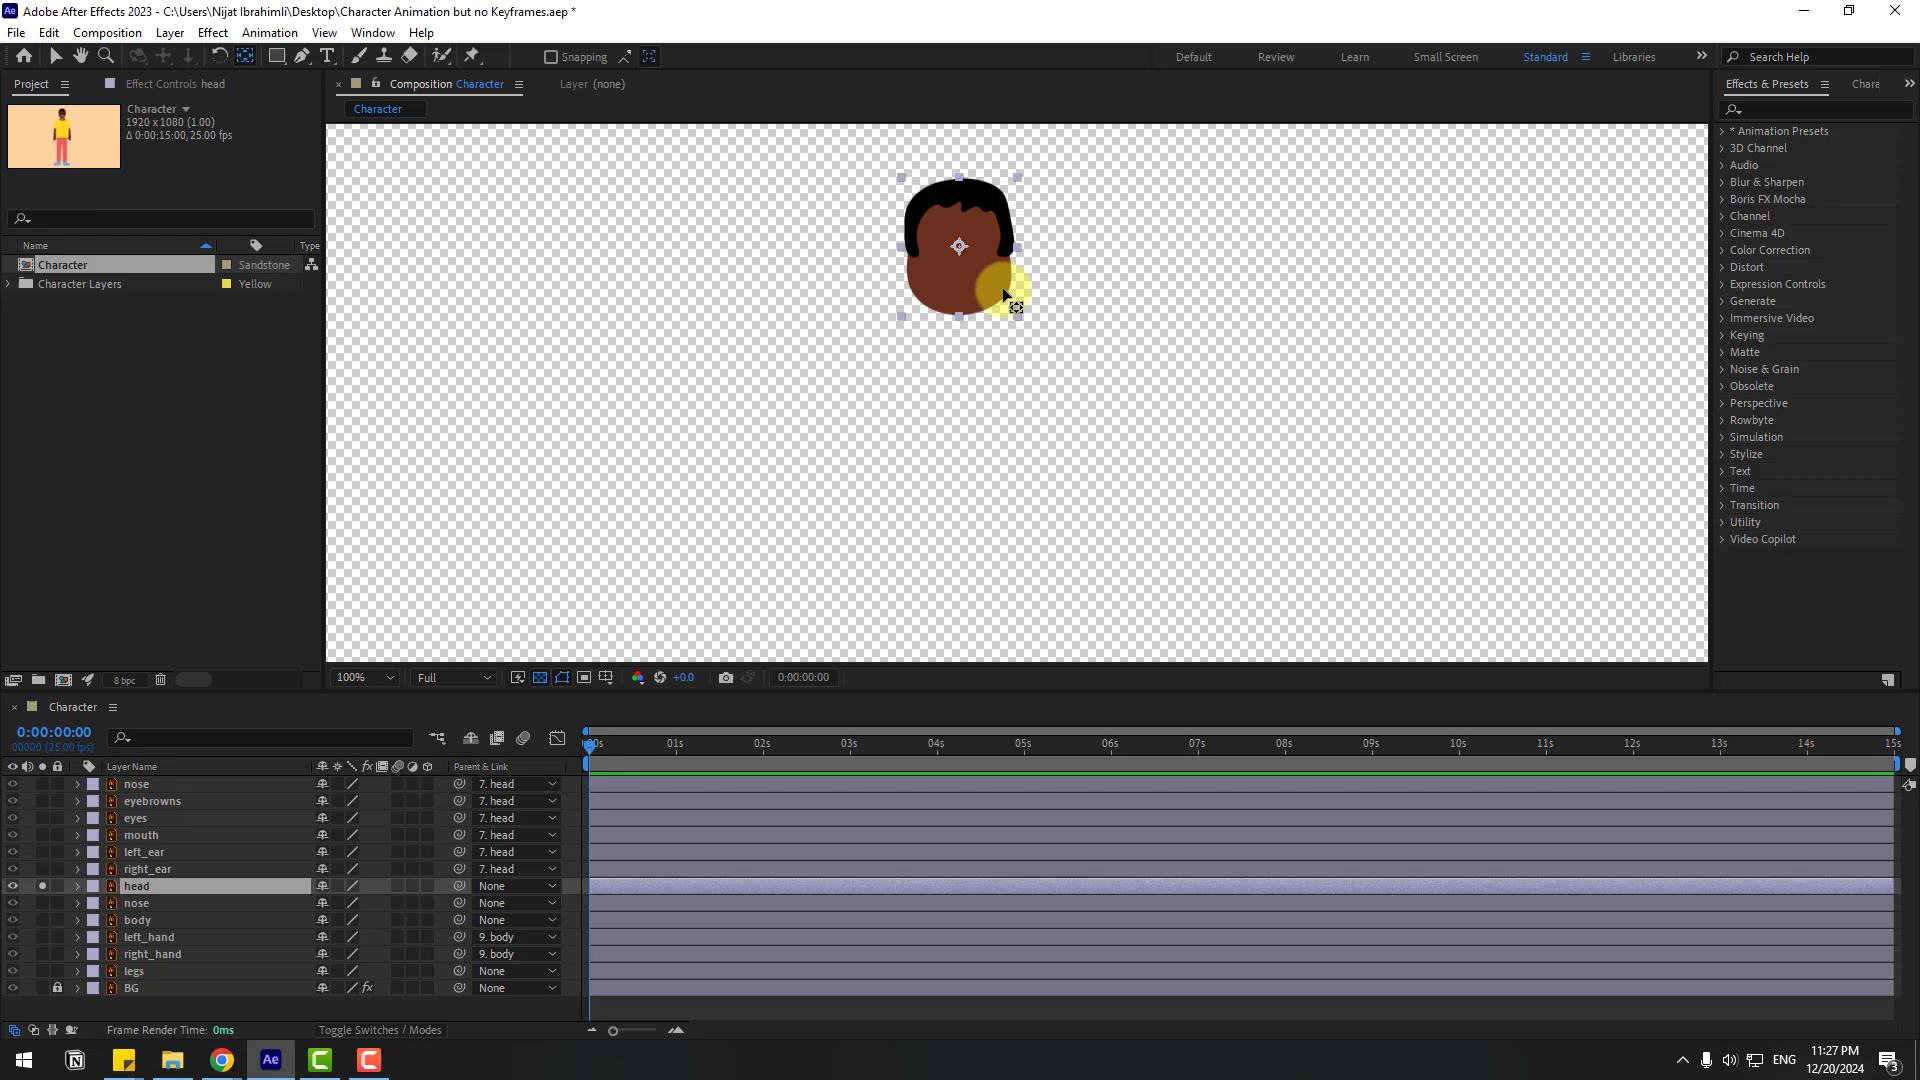 Adobe After Effects 2023 - C:\Users\Nijat Ibrahimli\Desktop\Character Animation but no Keyframes.aep *
File Edit Composition Layer Effect Animation View Window Help
Snapping
Default Review Learn Small Screen Standard Libraries Search Help
Project Effect Controls head
Composition Character Layer (none)
Effects & Presets Chara
Character
1920 x 1080 (1.00)
Δ 0:00:15:00, 25.00 fps
Character
Name Type
Character Sandstone
Character Layers Yellow
* Animation Presets
3D Channel
Audio
Blur & Sharpen
Boris FX Mocha
Channel
Cinema 4D
Color Correction
Distort
Expression Controls
Generate
Immersive Video
Keying
Matte
Noise & Grain
Obsolete
Perspective
Rowbyte
Simulation
Stylize
Text
Time
Transition
Utility
Video Copilot
8 bpc
100% Full +0.0 0:00:00:00
Character
0:00:00:00
00000 (25.00 fps)
00s 01s 02s 03s 04s 05s 06s 07s 08s 09s 10s 11s 12s 13s 14s 15s
Layer Name Parent & Link
nose 7. head
eyebrowns 7. head
eyes 7. head
mouth 7. head
left_ear 7. head
right_ear 7. head
head None
nose None
body None
left_hand 9. body
right_hand 9. body
legs None
BG None
Frame Render Time: 0ms Toggle Switches / Modes
ENG
11:27 PM
12/20/2024
3